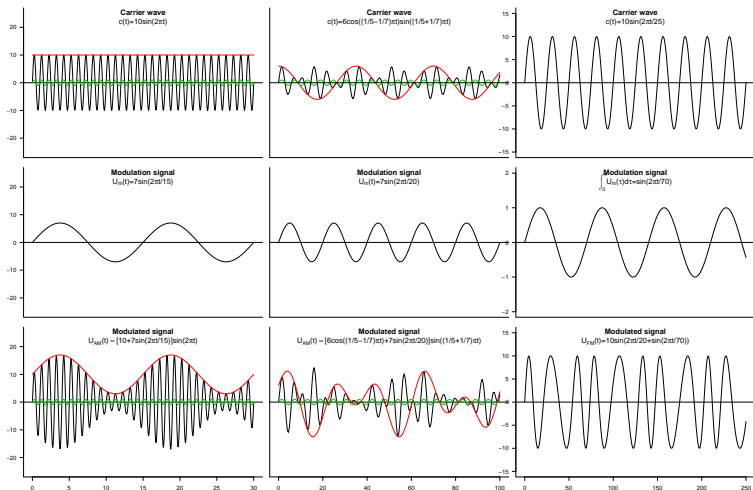 Carrier wave
c(t)=10sin(2πt)
20
10
0
-10
-20
Carrier wave
c(t)=6cos((1/5−1/7)πt)sin((1/5+1/7)πt)
Carrier wave
c(t)=10sin(2πt/25)
15
10
5
0
-5
-10
-15
Modulation signal
Um(t)=7sin(2πt/15)
20
10
0
-10
-20
Modulation signal
Um(t)=7sin(2πt/20)
Modulation signal
∫0 Um(τ)dτ=sin(2πt/70)
2
1
0
-1
-2
Modulated signal
UAM(t) = [10+7sin(2πt/15)]sin(2πt)
20
10
0
-10
-20
0 5 10 15 20 25 30
Modulated signal
UAM(t) = [6cos((1/5−1/7)πt)+7sin(2πt/20)]sin((1/5+1/7)πt)
0 20 40 60 80 100
Modulated signal
UFM(t)=10sin(2πt/20+sin(2πt/70))
15
10
5
0
-5
-10
-15
0 50 100 150 200 250